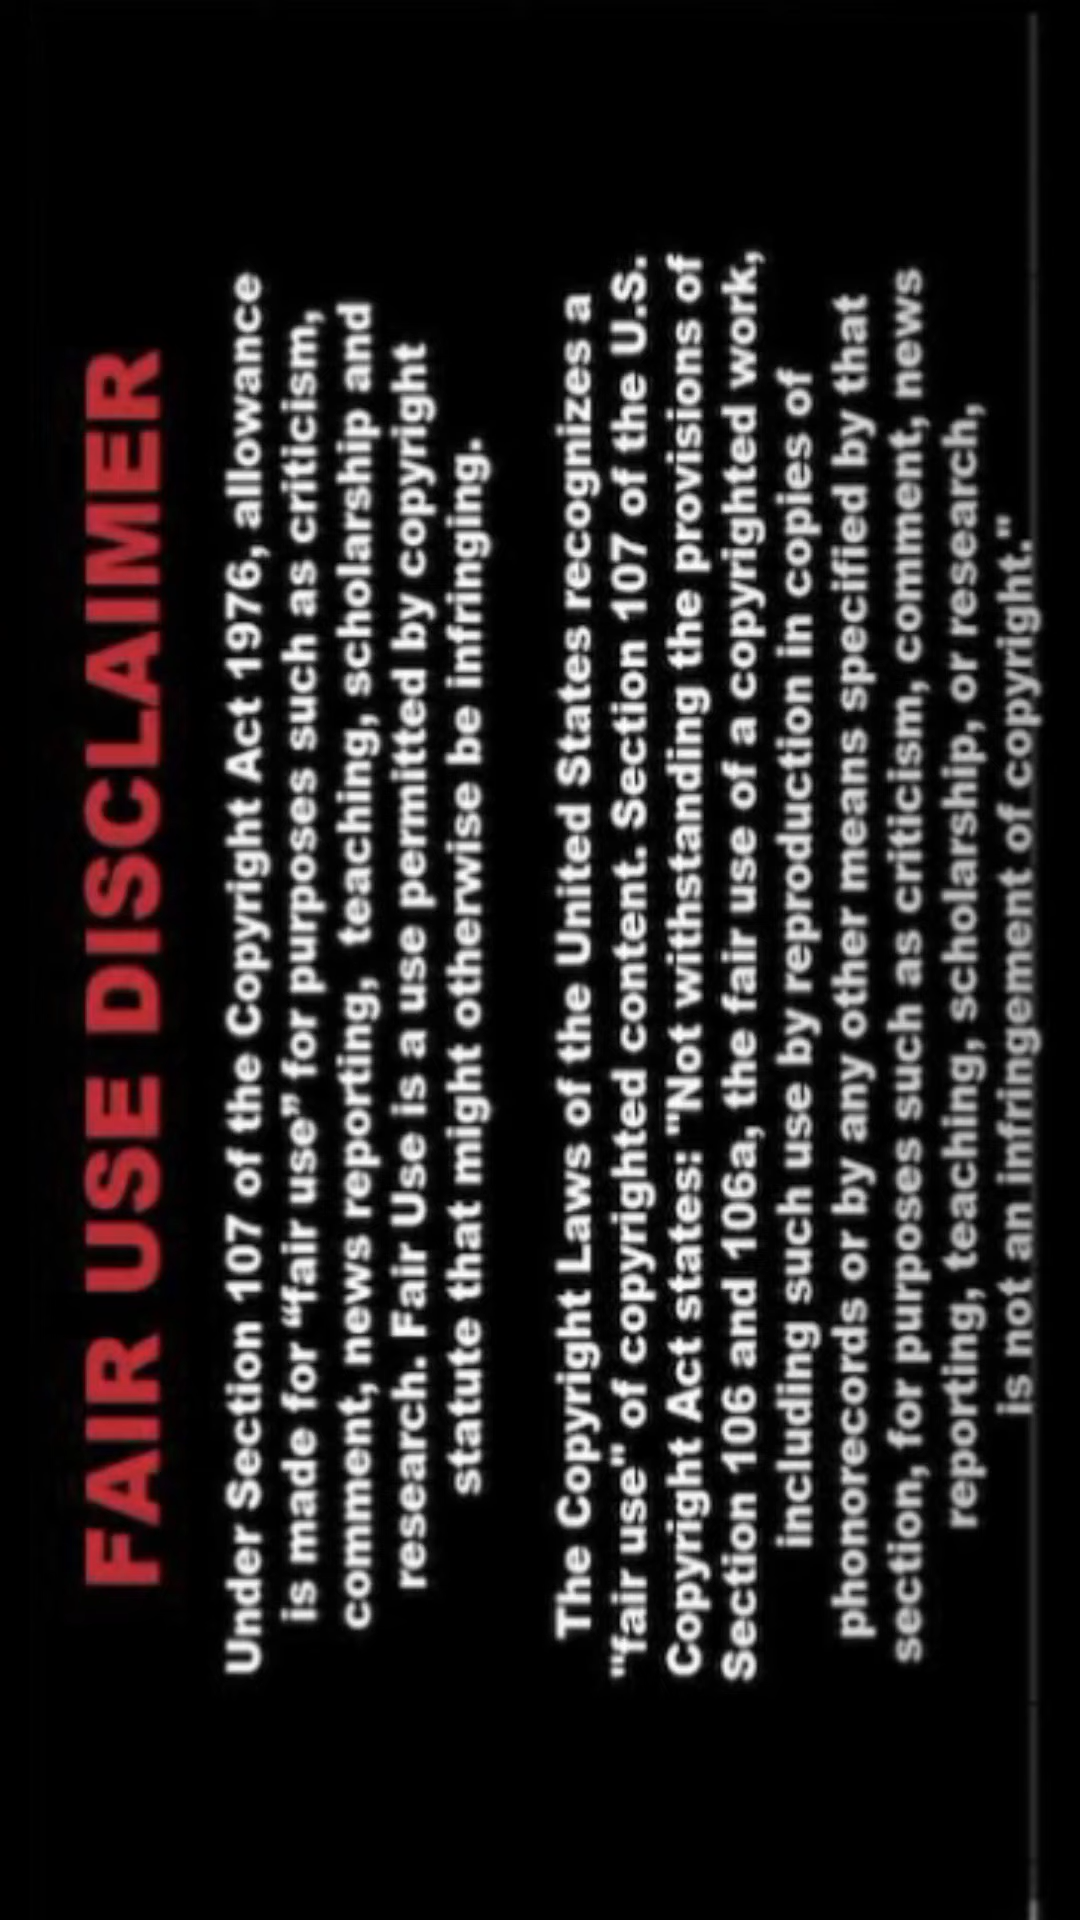 FAIR USE DISCLAIMER
Under Section 107 of the Copyright Act 1976, allowance
is made for “fair use” for purposes such as criticism,
comment, news reporting, teaching, scholarship and
research. Fair Use is a use permitted by copyright
statute that might otherwise be infringing.
The Copyright Laws of the United States recognizes a
"fair use" of copyrighted content. Section 107 of the U.S.
Copyright Act states: "Not withstanding the provisions of
Section 106 and 106a, the fair use of a copyrighted work,
including such use by reproduction in copies of
phonorecords or by any other means specified by that
section, for purposes such as criticism, comment, news
reporting, teaching, scholarship, or research,
is not an infringement of copyright."